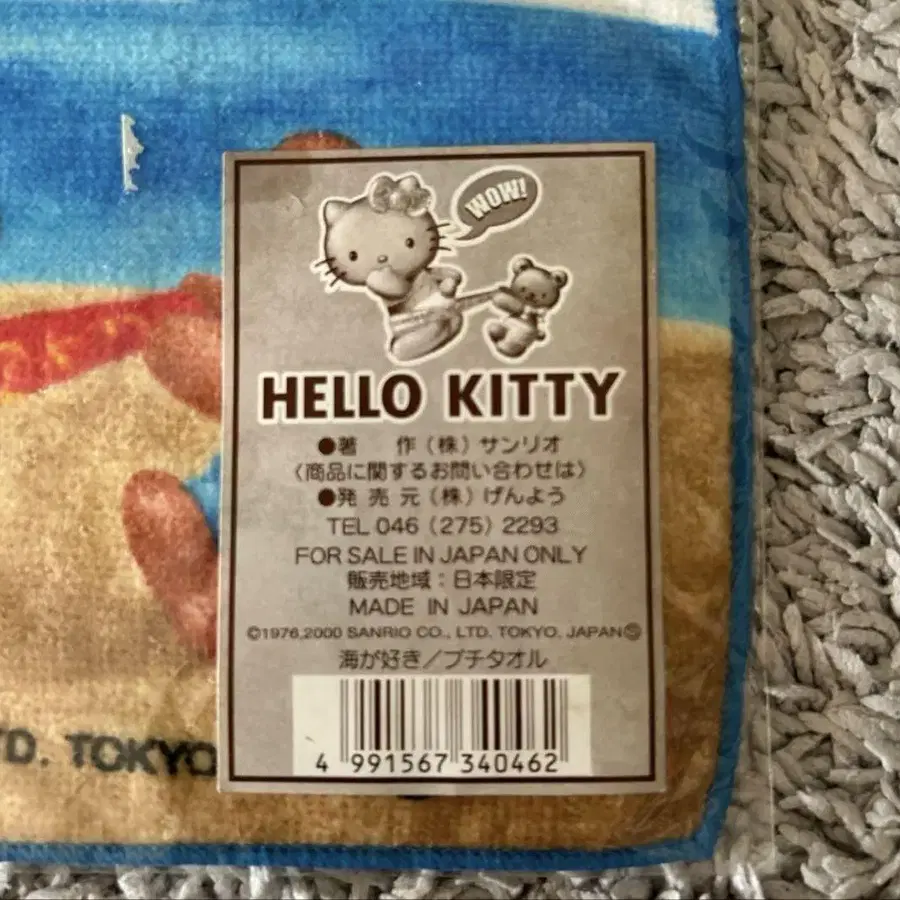 WOW!
HELLO KITTY
●著　作（株）サンリオ
〈商品に関するお問い合わせは〉
●発 売 元（株）げんよう
TEL 046（275）2293
FOR SALE IN JAPAN ONLY
販売地域：日本限定
MADE IN JAPAN
©1976,2000 SANRIO CO., LTD. TOKYO, JAPAN Ⓢ
海が好き/プチタオル
4 991567 340462
TD. TOKYO